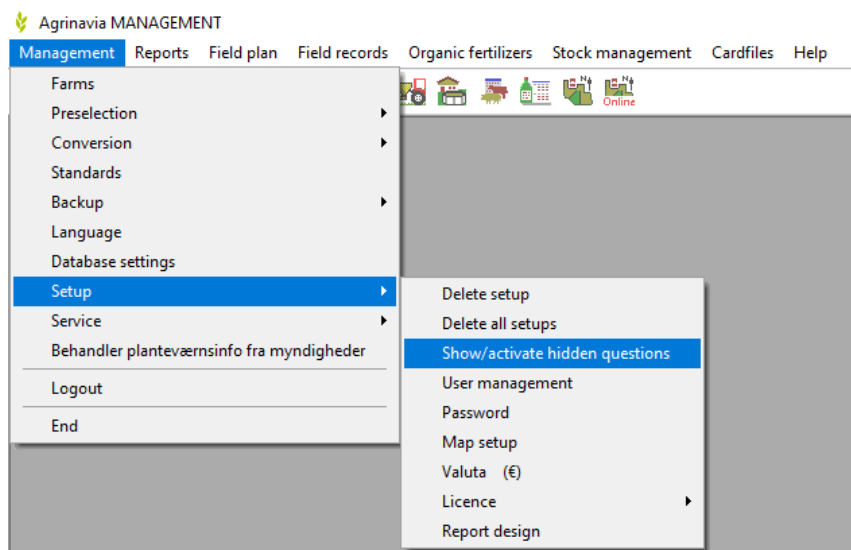 Agrinavia MANAGEMENT
Management Reports Field plan Field records Organic fertilizers Stock management Cardfiles Help
Farms
Preselection
Conversion
Standards
Backup
Language
Database settings
Setup
Service
Behandler planteværnsinfo fra myndigheder
Logout
End
N
N
Online
Delete setup
Delete all setups
Show/activate hidden questions
User management
Password
Map setup
Valuta (€)
Licence
Report design